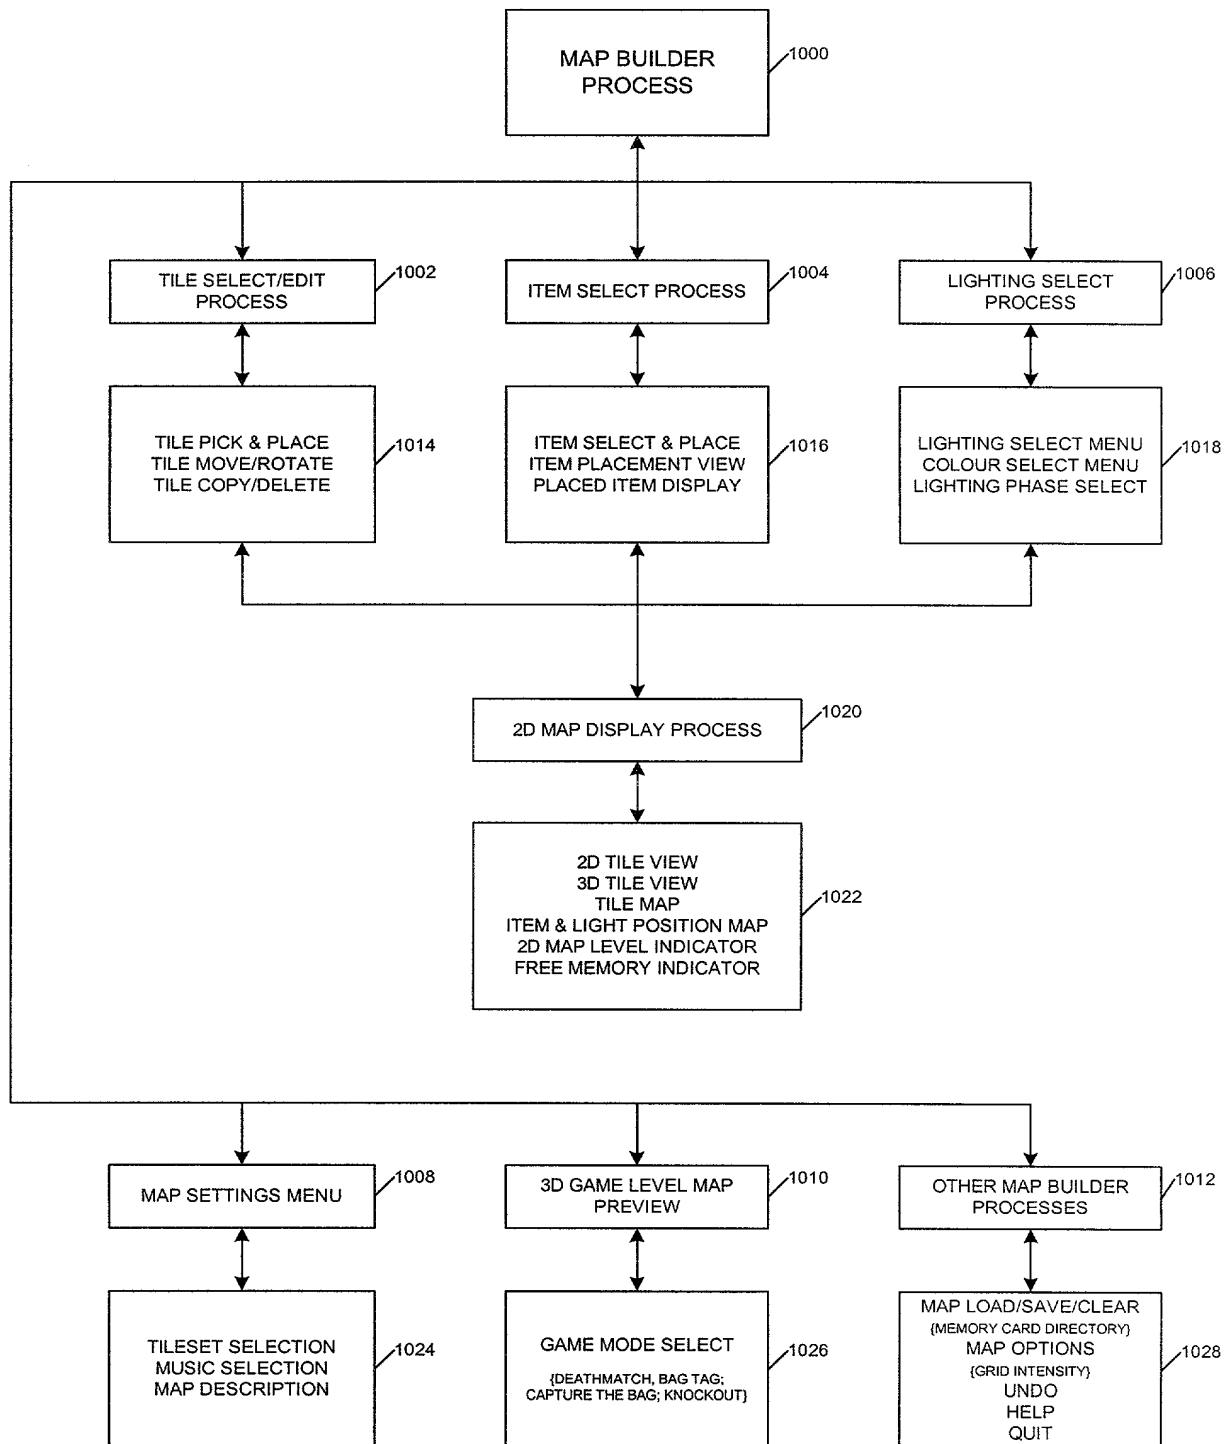 MAP BUILDER
PROCESS
1000
TILE SELECT/EDIT
PROCESS
1002
ITEM SELECT PROCESS
1004
LIGHTING SELECT
PROCESS
1006
TILE PICK & PLACE
TILE MOVE/ROTATE
TILE COPY/DELETE
1014
ITEM SELECT & PLACE
ITEM PLACEMENT VIEW
PLACED ITEM DISPLAY
1016
LIGHTING SELECT MENU
COLOUR SELECT MENU
LIGHTING PHASE SELECT
1018
2D MAP DISPLAY PROCESS
1020
2D TILE VIEW
3D TILE VIEW
TILE MAP
ITEM & LIGHT POSITION MAP
2D MAP LEVEL INDICATOR
FREE MEMORY INDICATOR
1022
MAP SETTINGS MENU
1008
3D GAME LEVEL MAP
PREVIEW
1010
OTHER MAP BUILDER
PROCESSES
1012
TILESET SELECTION
MUSIC SELECTION
MAP DESCRIPTION
1024
GAME MODE SELECT
{DEATHMATCH, BAG TAG;
CAPTURE THE BAG; KNOCKOUT}
1026
MAP LOAD/SAVE/CLEAR
{MEMORY CARD DIRECTORY}
MAP OPTIONS
{GRID INTENSITY}
UNDO
HELP
QUIT
1028